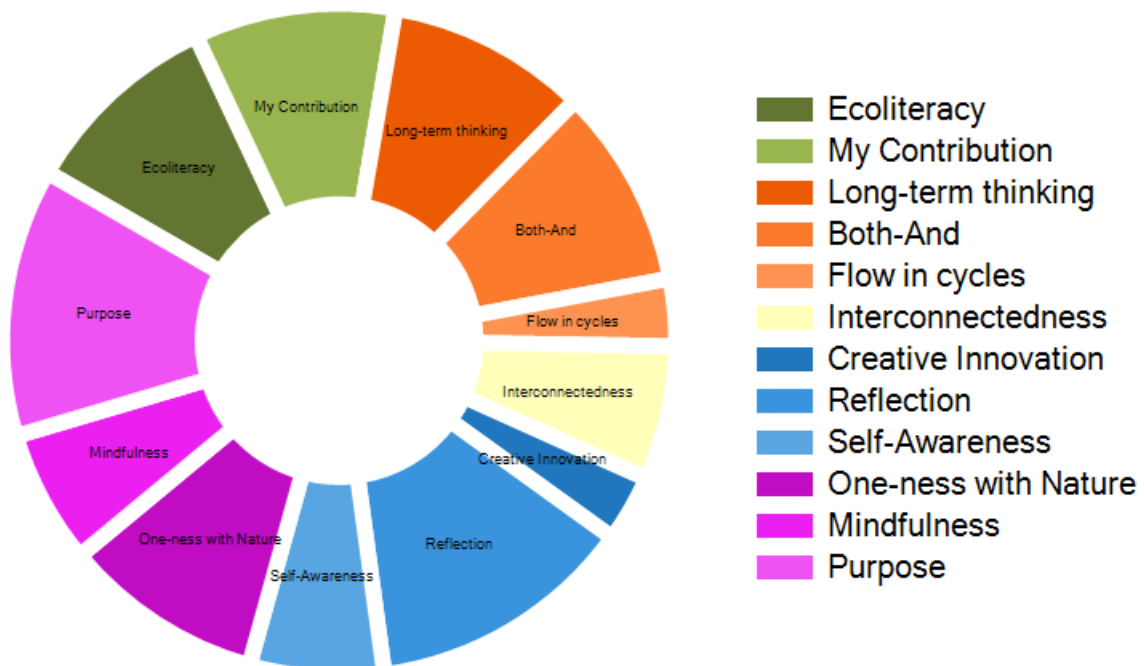 My Contribution
Long-term thinking
Ecoliteracy
Both-And
Purpose
Flow in cycles
Interconnectedness
Mindfulness
Creative Innovation
One-ness with Nature
Reflection
Self-Awareness
Ecoliteracy
My Contribution
Long-term thinking
Both-And
Flow in cycles
Interconnectedness
Creative Innovation
Reflection
Self-Awareness
One-ness with Nature
Mindfulness
Purpose